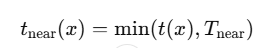 t_near(x) = min(t(x), T_near)